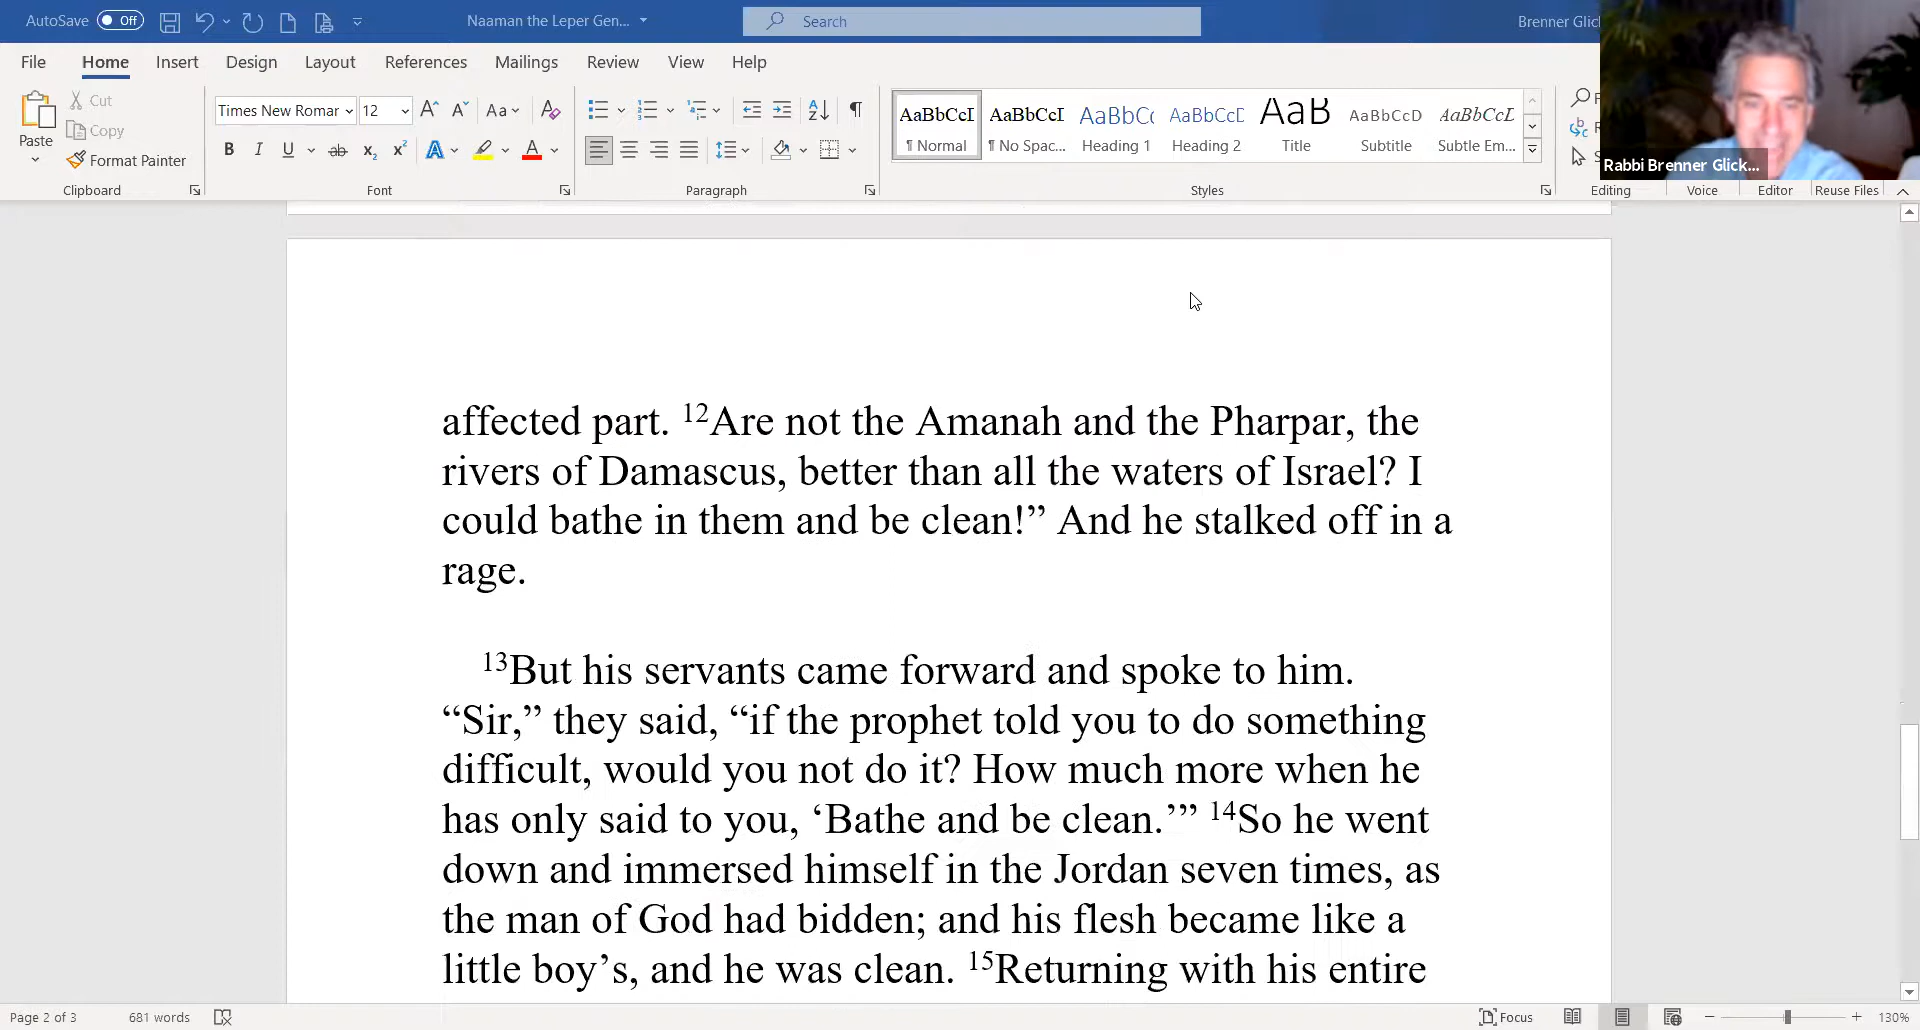 AutoSave Off Naaman the Leper Gen... Search Brenner Glic
File Home Insert Design Layout References Mailings Review View Help
Paste Cut Copy Format Painter
Times New Romar 12 Aa
B I U ab x₂ x² A A
AaBbCcI AaBbCcI AaBbCc AaBbCcD AaB AaBbCcD AaBbCcL
¶ Normal ¶ No Spac... Heading 1 Heading 2 Title Subtitle Subtle Em...
Rabbi Brenner Glick...
Clipboard Font Paragraph Styles Editing Voice Editor Reuse Files
affected part. ¹²Are not the Amanah and the Pharpar, the
rivers of Damascus, better than all the waters of Israel? I
could bathe in them and be clean!” And he stalked off in a
rage.
¹³But his servants came forward and spoke to him.
“Sir,” they said, “if the prophet told you to do something
difficult, would you not do it? How much more when he
has only said to you, ‘Bathe and be clean.’” ¹⁴So he went
down and immersed himself in the Jordan seven times, as
the man of God had bidden; and his flesh became like a
little boy’s, and he was clean. ¹⁵Returning with his entire
Page 2 of 3 681 words Focus 130%